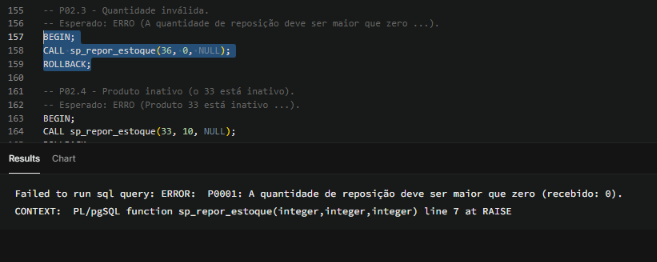 155 -- P02.3 - Quantidade inválida.
156 -- Esperado: ERRO (A quantidade de reposição deve ser maior que zero ...).
157 BEGIN;
158 CALL sp_repor_estoque(36, 0, NULL);
159 ROLLBACK;
160
161 -- P02.4 - Produto inativo (o 33 está inativo).
162 -- Esperado: ERRO (Produto 33 está inativo ...).
163 BEGIN;
164 CALL sp_repor_estoque(33, 10, NULL);
Results Chart
Failed to run sql query: ERROR: P0001: A quantidade de reposição deve ser maior que zero (recebido: 0).
CONTEXT: PL/pgSQL function sp_repor_estoque(integer,integer,integer) line 7 at RAISE